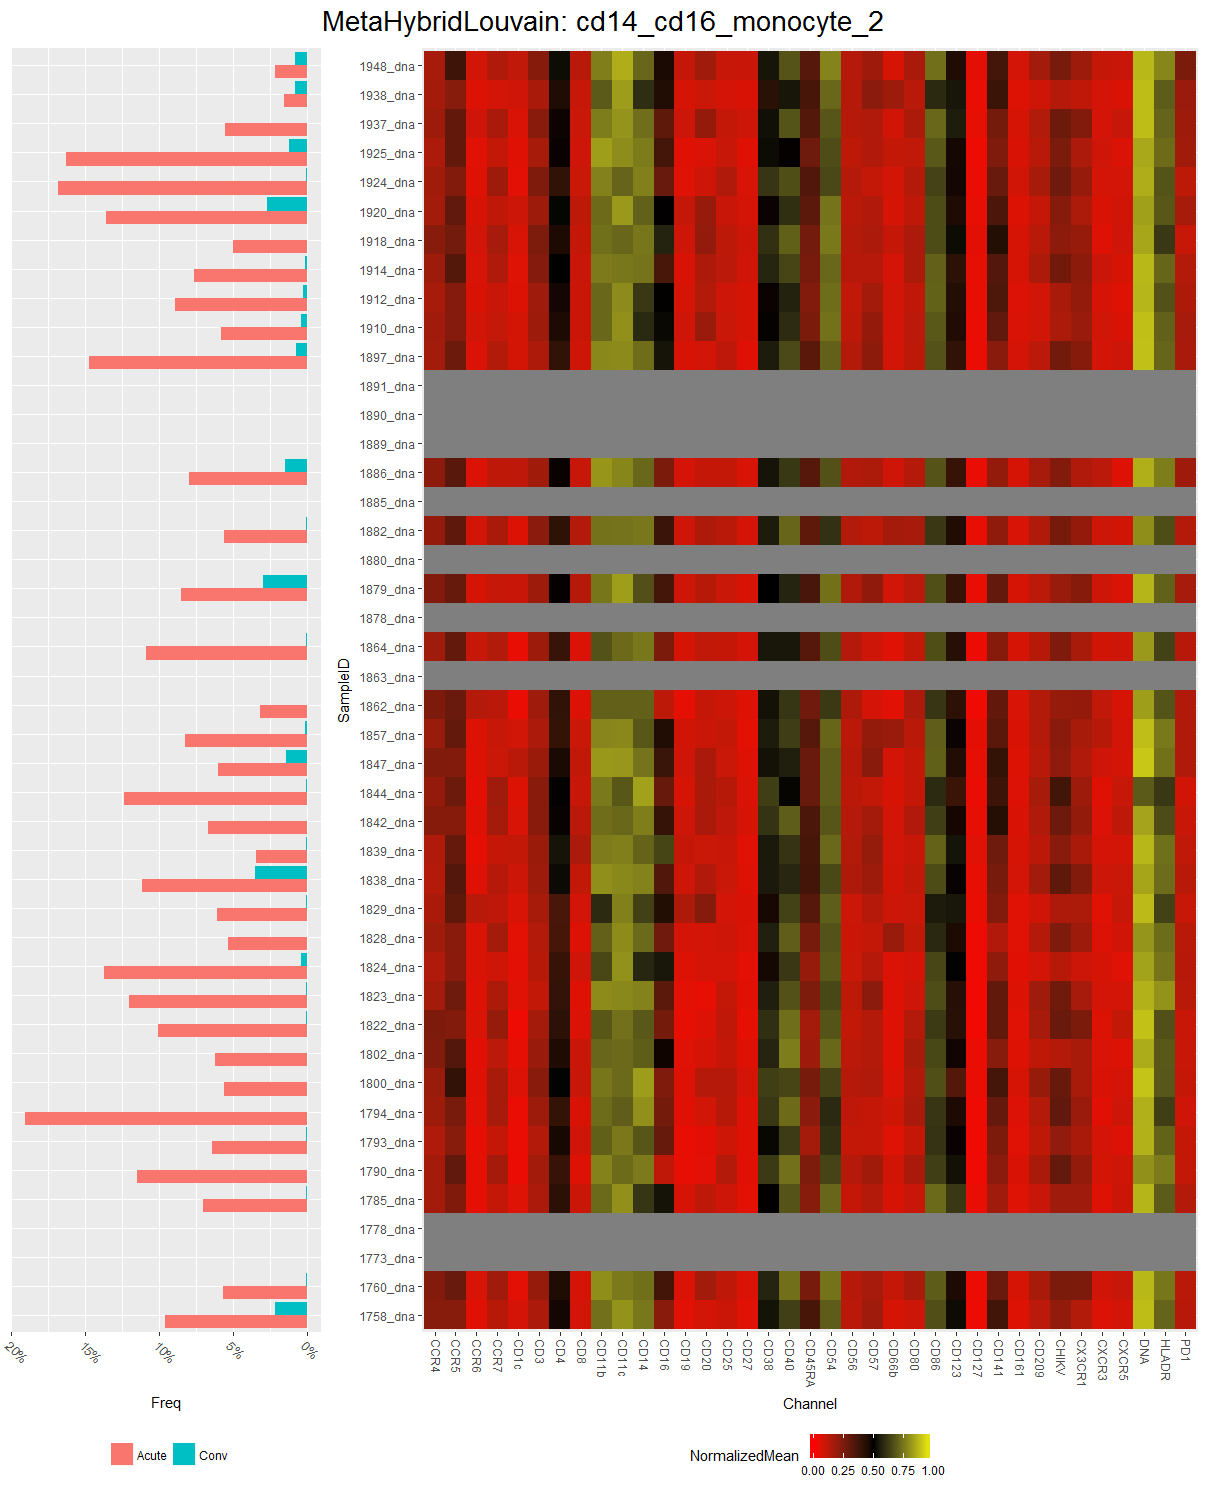 MetaHybridLouvain: cd14_cd16_monocyte_2
1948_dna
1938_dna
1937_dna
1925_dna
1924_dna
1920_dna
1918_dna
1914_dna
1912_dna
1910_dna
1897_dna
1891_dna
1890_dna
1889_dna
1886_dna
1885_dna
1882_dna
1880_dna
1879_dna
1878_dna
1864_dna
1863_dna
1862_dna
1857_dna
1847_dna
1844_dna
1842_dna
1839_dna
1838_dna
1829_dna
1828_dna
1824_dna
1823_dna
1822_dna
1802_dna
1800_dna
1794_dna
1793_dna
1790_dna
1785_dna
1778_dna
1773_dna
1760_dna
1758_dna
SampleID
20%
15%
10%
5%
0%
Freq
Acute
Conv
CCR4
CCR5
CCR6
CCR7
CD1c
CD3
CD4
CD8
CD11b
CD11c
CD14
CD16
CD19
CD20
CD25
CD27
CD38
CD40
CD45RA
CD54
CD56
CD57
CD66b
CD80
CD86
CD123
CD127
CD141
CD161
CD209
CHIKV
CX3CR1
CXCR3
CXCR5
DNA
HLADR
PD1
Channel
NormalizedMean
0.00 0.25 0.50 0.75 1.00